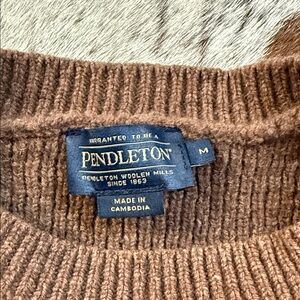 WARRANTED TO BE A
PENDLETON®
PENDLETON WOOLEN MILLS
SINCE 1863
M
MADE IN
CAMBODIA